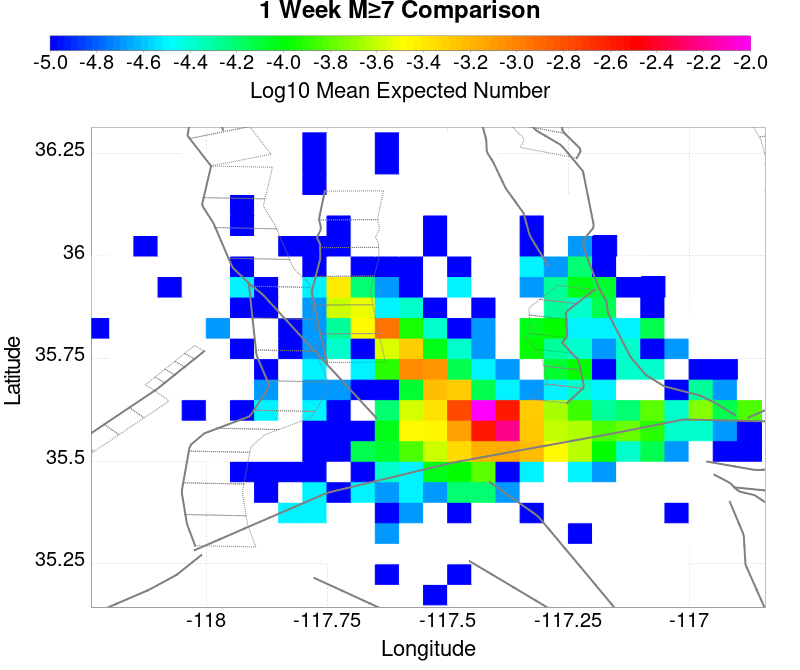 1 Week M≥7 Comparison
-5.0 -4.8 -4.6 -4.4 -4.2 -4.0 -3.8 -3.6 -3.4 -3.2 -3.0 -2.8 -2.6 -2.4 -2.2 -2.0
Log10 Mean Expected Number
36.25
36
35.75
35.5
35.25
Latitude
-118 -117.75 -117.5 -117.25 -117
Longitude